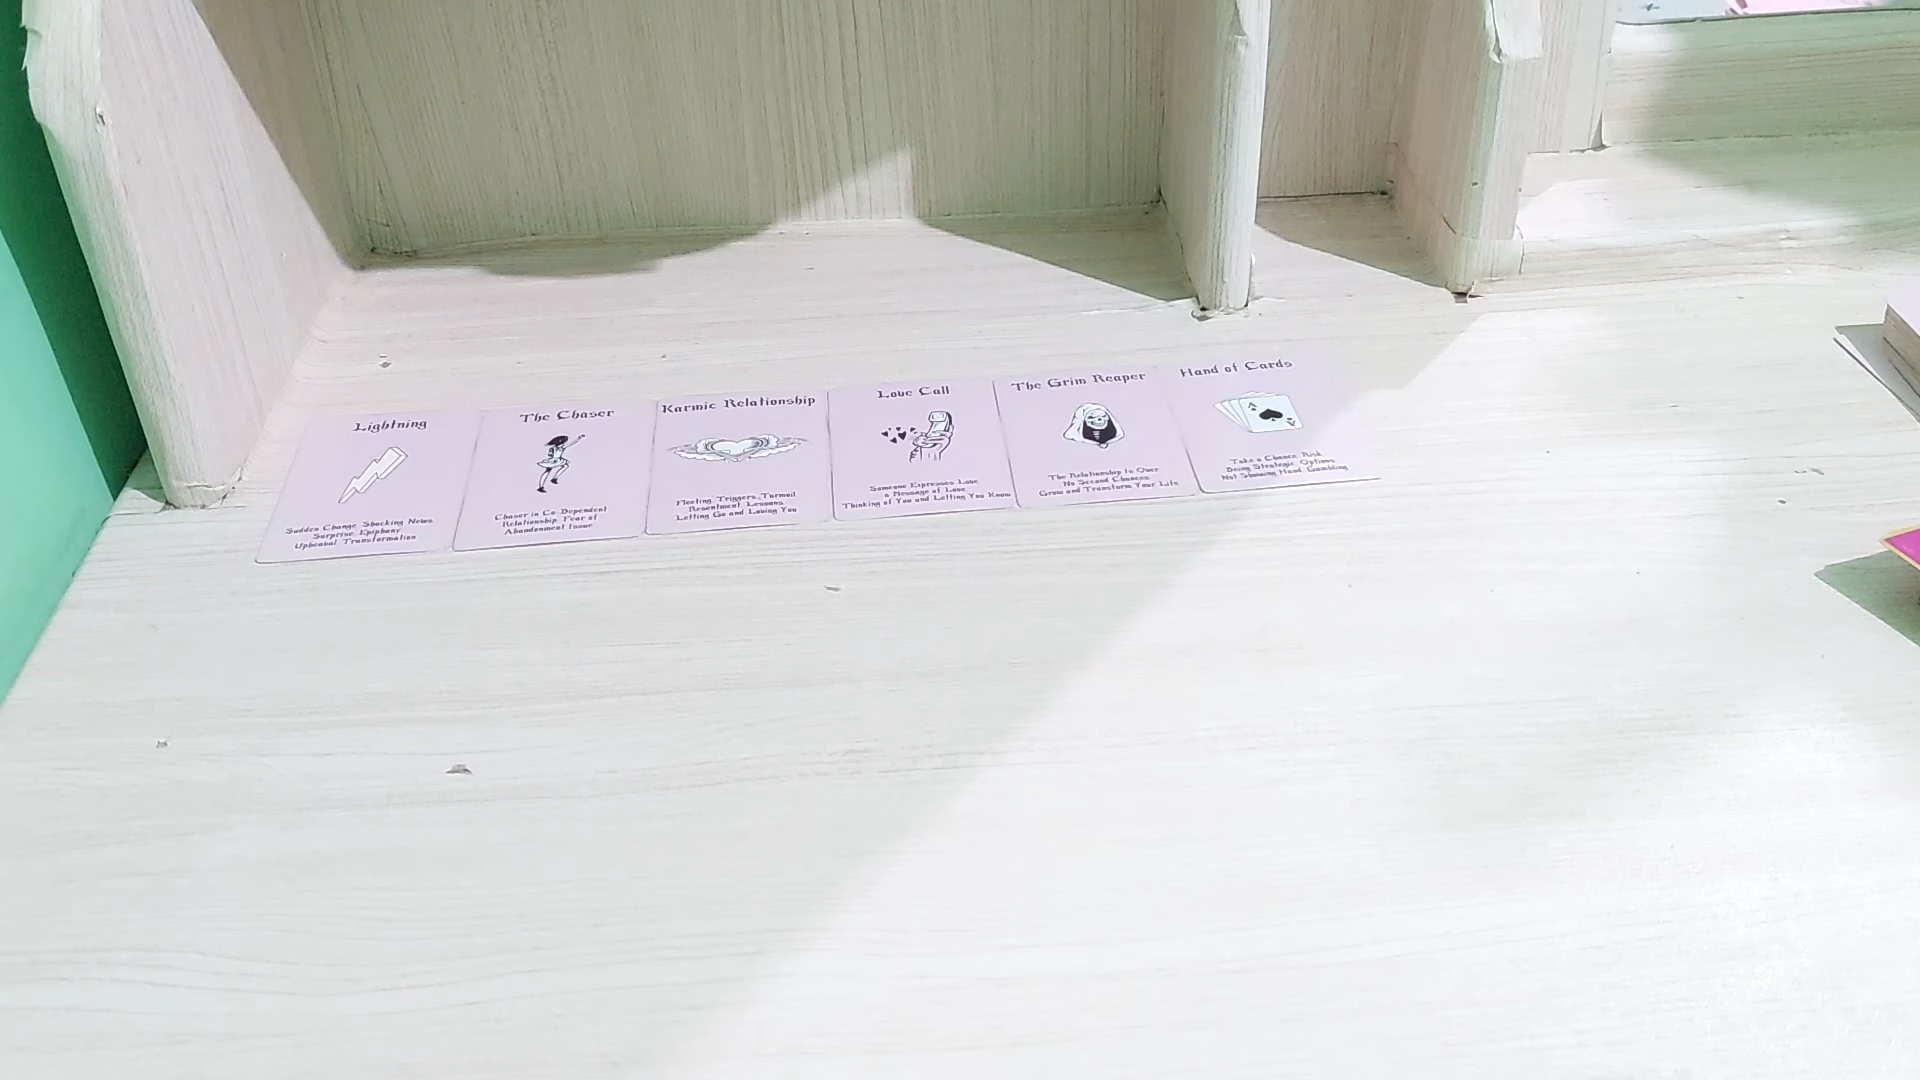 Lightning
Sudden Change, Shocking News,
Surprise, Epiphany,
Upheaval, Transformation
The Chaser
Chaser in Co-Dependent
Relationship, Fear of
Abandonment Issue
Karmic Relationship
Fleeting, Triggers, Turmoil,
Resentment, Lessons,
Letting Go and Loving You
Love Call
Someone Expresses Love,
a Message of Love,
Thinking of You and Letting You Know
The Grim Reaper
The Relationship Is Over
No Second Chances
Grow and Transform Your Life
Hand of Cards
A
A
Take a Chance, Risk,
Being Strategic, Options,
Not Showing Hand, Gambling